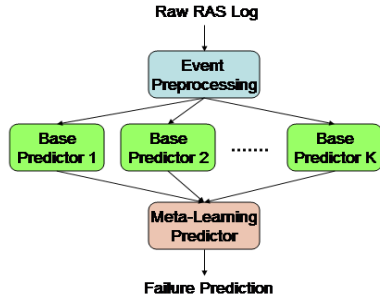 Raw RAS Log
Event
Preprocessing
Base
Predictor 1
Base
Predictor 2
.......
Base
Predictor K
Meta-Learning
Predictor
Failure Prediction